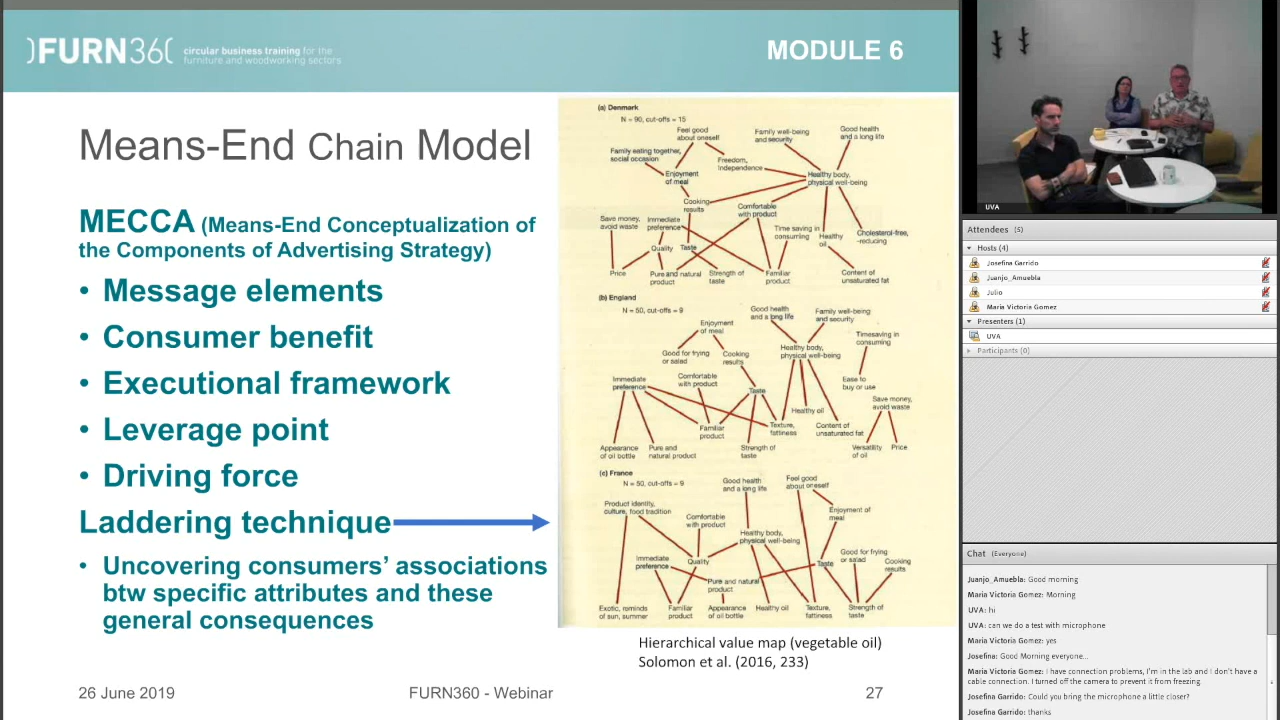 )FURN36(
circular business training for the
furniture and woodworking sectors
MODULE 6
Means-End Chain Model
MECCA (Means-End Conceptualization of
the Components of Advertising Strategy)
• Message elements
• Consumer benefit
• Executional framework
• Leverage point
• Driving force
Laddering technique
• Uncovering consumers’ associations
btw specific attributes and these
general consequences
(a) Denmark
N = 90, cut-offs = 15
Feel good
about oneself
Family well-being
and security
Good health
and a long life
Family eating together,
social occasion
Freedom,
independence
Enjoyment
of meal
Healthy body,
physical well-being
Cooking
results
Comfortable
with product
Save money,
avoid waste
Immediate
preference
Time saving in
consuming
Healthy
oil
Cholesterol-free,
-reducing
Quality
Taste
Price
Pure and natural
product
Strength of
taste
Familiar
product
Content of
unsaturated fat
(b) England
N = 50, cut-offs = 9
Good health
and a long life
Family well-being
and security
Enjoyment
of meal
Timesaving in
consuming
Good for frying
or salad
Cooking
results
Healthy body,
physical well-being
Immediate
preference
Comfortable
with product
Taste
Ease to
buy or use
Save money,
avoid waste
Healthy oil
Familiar
product
Texture,
fattiness
Content of
unsaturated fat
Appearance
of oil bottle
Pure and
natural product
Strength of
taste
Versatility
of oil
Price
(c) France
N = 50, cut-offs = 9
Good health
and a long life
Feel good
about oneself
Product identity,
culture, food tradition
Comfortable
with product
Enjoyment of
meal
Healthy body,
physical well-being
Immediate
preference
Quality
Taste
Good for frying
or salad
Cooking
results
Pure and natural
product
Exotic, reminds
of sun, summer
Familiar
product
Appearance
of oil bottle
Healthy oil
Texture,
fattiness
Strength of
taste
Hierarchical value map (vegetable oil)
Solomon et al. (2016, 233)
26 June 2019
FURN360 - Webinar
27
UVA
Attendees (5)
Hosts (4)
Josefina Garrido
Juanjo_Amuebla
Julio
Maria Victoria Gomez
Presenters (1)
UVA
Participants (0)
Chat (Everyone)
Juanjo_Amuebla: Good morning
Maria Victoria Gomez: Morning
UVA: hi
UVA: can we do a test with microphone
Maria Victoria Gomez: yes
Josefina: Good Morning everyone...
Maria Victoria Gomez: I have connection problems, I'm in the lab and I don't have a
cable connection. I turned off the camera to prevent it from freezing
Josefina Garrido: Could you bring the microphone a little closer?
Josefina Garrido: thanks